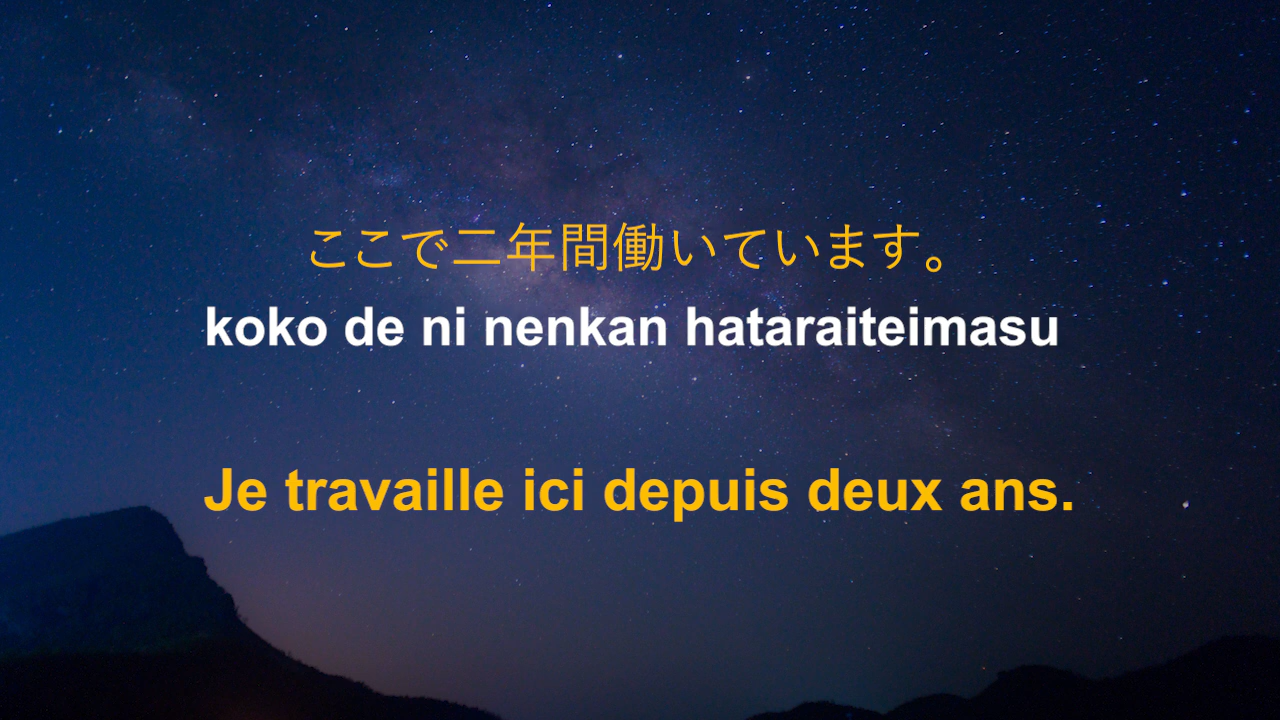 ここで二年間働いています。
koko de ni nenkan hataraiteimasu
Je travaille ici depuis deux ans.